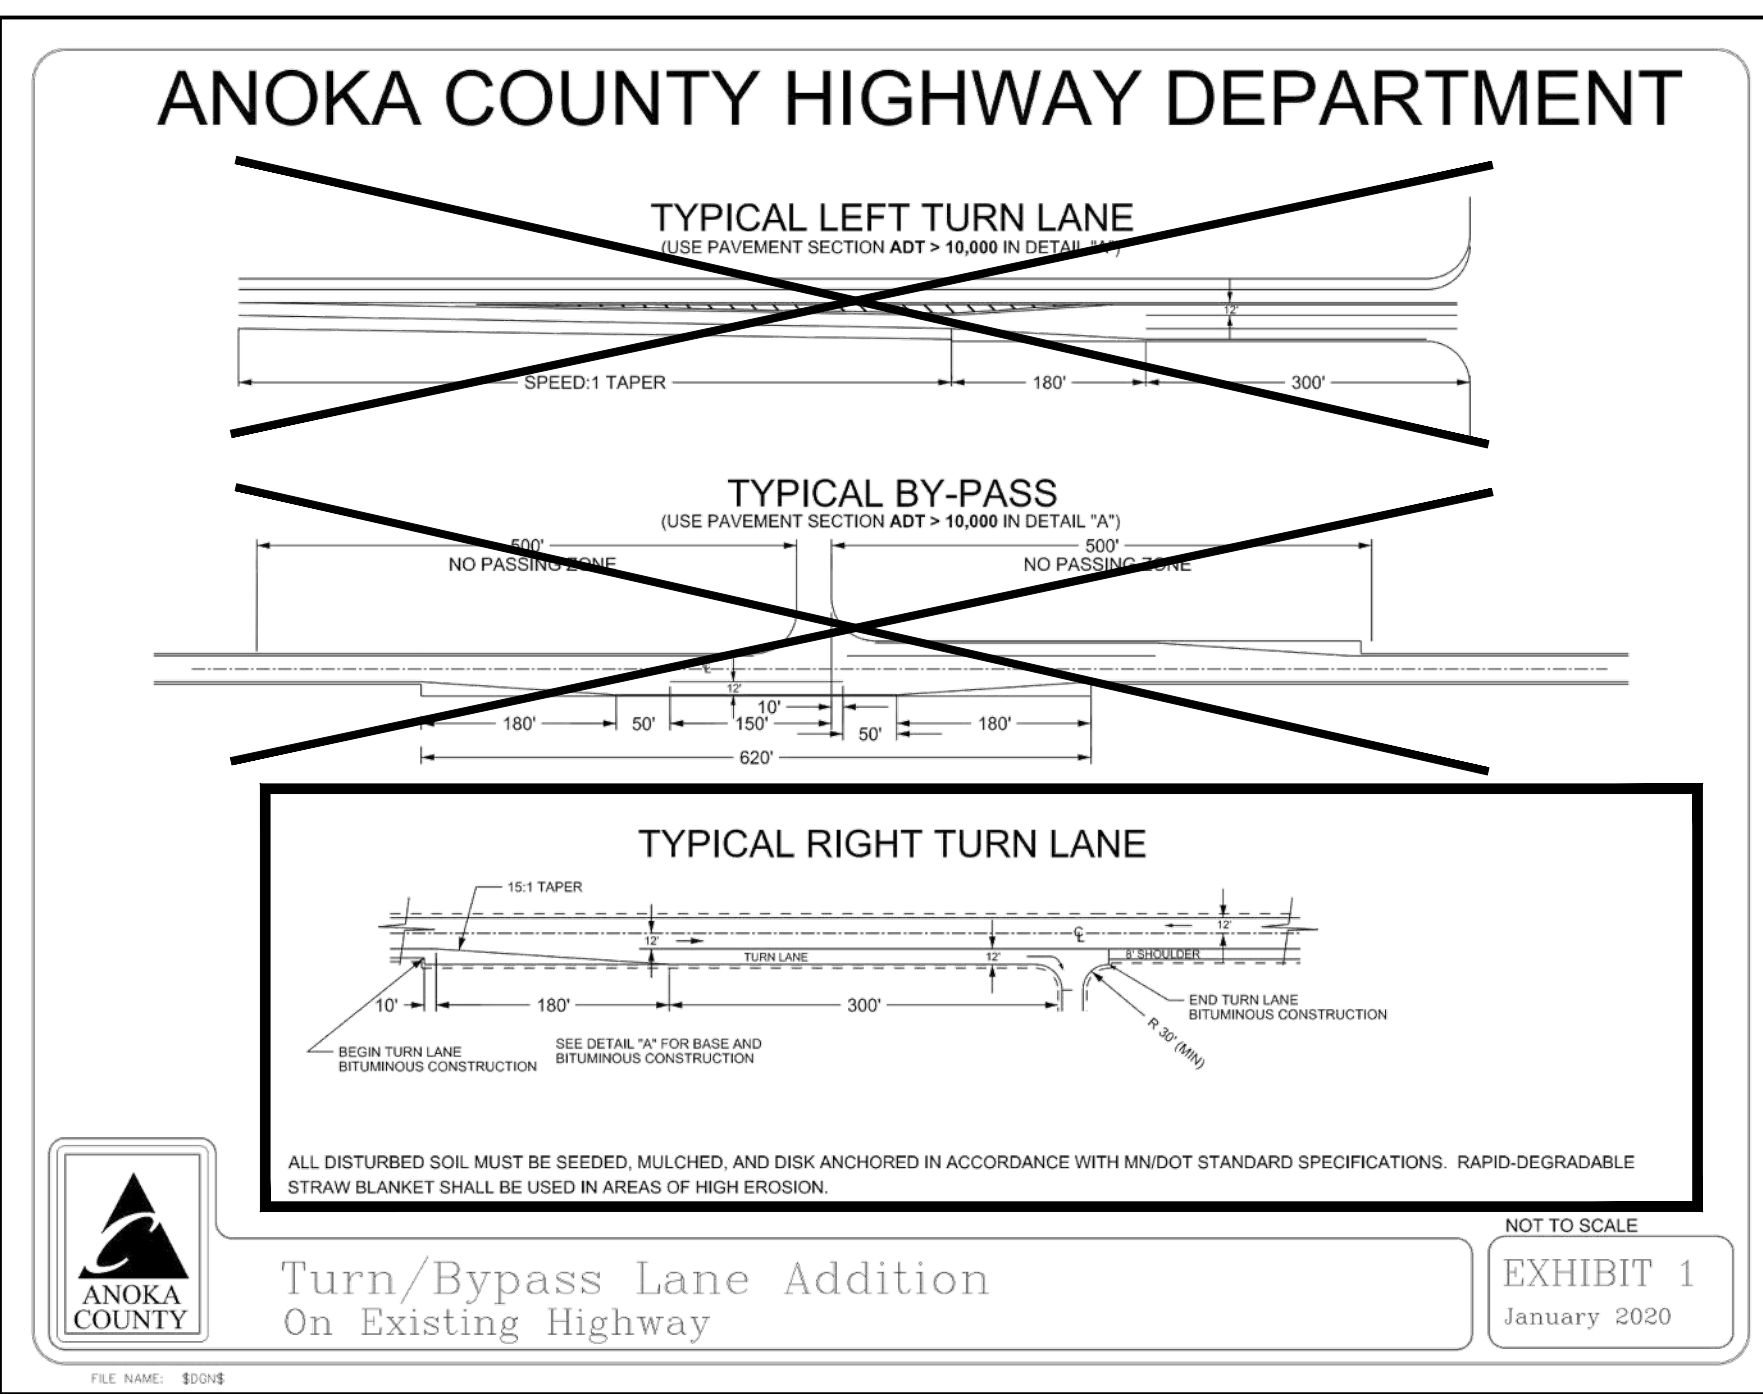 ANOKA COUNTY HIGHWAY DEPARTMENT
TYPICAL LEFT TURN LANE
(USE PAVEMENT SECTION ADT > 10,000 IN DETAIL "A")
12'
SPEED:1 TAPER
180'
300'
TYPICAL BY-PASS
(USE PAVEMENT SECTION ADT > 10,000 IN DETAIL "A")
500'
NO PASSING ZONE
500'
NO PASSING ZONE
℄
12'
10'
180'
50'
150'
50'
180'
620'
TYPICAL RIGHT TURN LANE
15:1 TAPER
12'
℄
12'
TURN LANE
12'
8' SHOULDER
10'
180'
300'
END TURN LANE
BITUMINOUS CONSTRUCTION
R 30' (MIN)
BEGIN TURN LANE
BITUMINOUS CONSTRUCTION
SEE DETAIL "A" FOR BASE AND
BITUMINOUS CONSTRUCTION
ALL DISTURBED SOIL MUST BE SEEDED, MULCHED, AND DISK ANCHORED IN ACCORDANCE WITH MN/DOT STANDARD SPECIFICATIONS. RAPID-DEGRADABLE
STRAW BLANKET SHALL BE USED IN AREAS OF HIGH EROSION.
NOT TO SCALE
ANOKA
COUNTY
Turn/Bypass Lane Addition
On Existing Highway
EXHIBIT 1
January 2020
FILE NAME: $DGN$